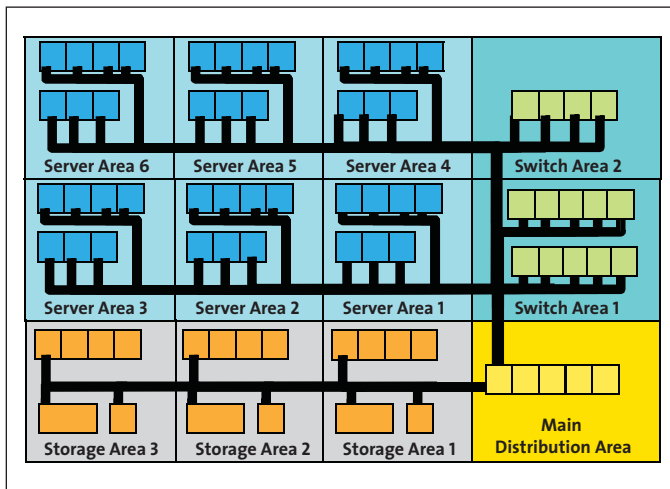 Server Area 6
Server Area 5
Server Area 4
Switch Area 2
Server Area 3
Server Area 2
Server Area 1
Switch Area 1
Storage Area 3
Storage Area 2
Storage Area 1
Main
Distribution Area